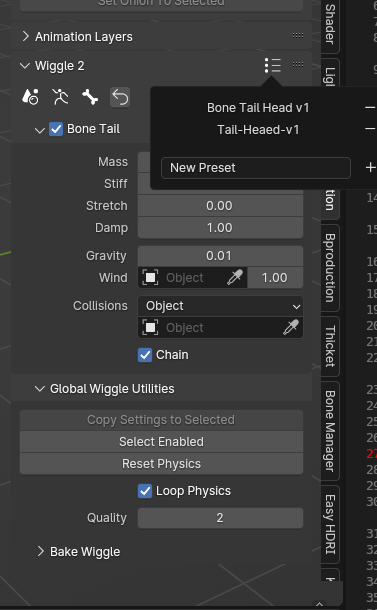 Set Onion To Selected
Animation Layers
Wiggle 2
Bone Tail Head v1
Tail-Heaed-v1
New Preset
Bone Tail
Mass
Stiff
Stretch 0.00
Damp 1.00
Gravity 0.01
Wind Object 1.00
Collisions Object
Object
Chain
Global Wiggle Utilities
Copy Settings to Selected
Select Enabled
Reset Physics
Loop Physics
Quality 2
Bake Wiggle
Shader
Bproduction
Thicket
Bone Manager
Easy HDRI
14
15
16
17
18
19
20
21
22
23
24
25
26
27
28
29
30
31
32
33
34
35